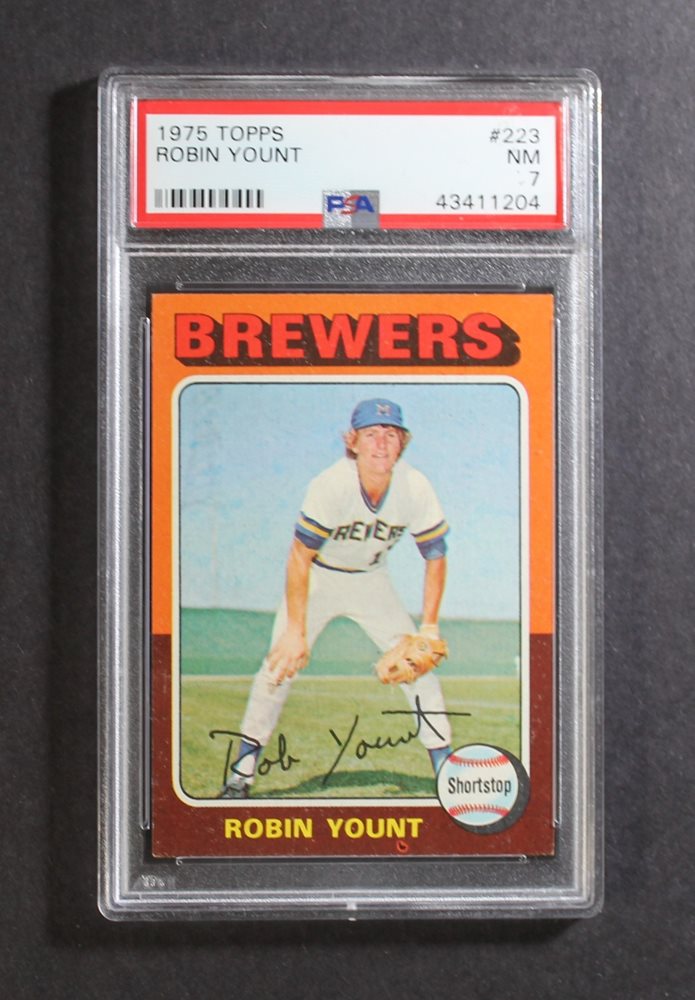 1975 TOPPS #223
ROBIN YOUNT NM
7
PSA 43411204
BREWERS
M
BREWERS
Rob Yount
Shortstop
ROBIN YOUNT